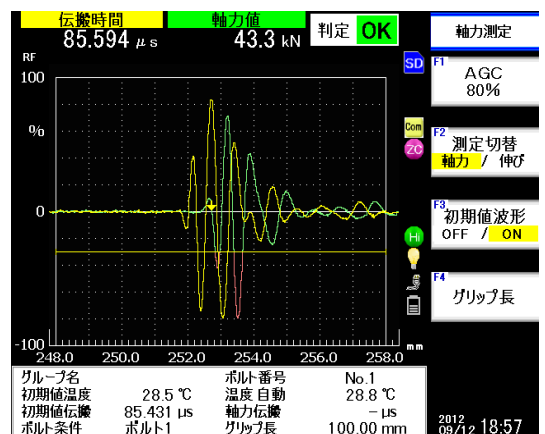 伝搬時間 軸力値
85.594 μs 43.3 kN 判定 OK 軸力測定
RF
SD
F1 AGC
80%
100
%
0
-100
Com
ZC
F2 測定切替
軸力 / 伸び
F3 初期値波形
OFF / ON
Hi
F4 グリップ長
248.0 250.0 252.0 254.0 256.0 258.0 mm
グループ名 ボルト番号 No.1
初期値温度 28.5 ℃ 温度 自動 28.8 ℃
初期値伝搬 85.431 μs 軸力伝搬 – μs
ボルト条件 ボルト1 グリップ長 100.00 mm
2012
09/12 18:57